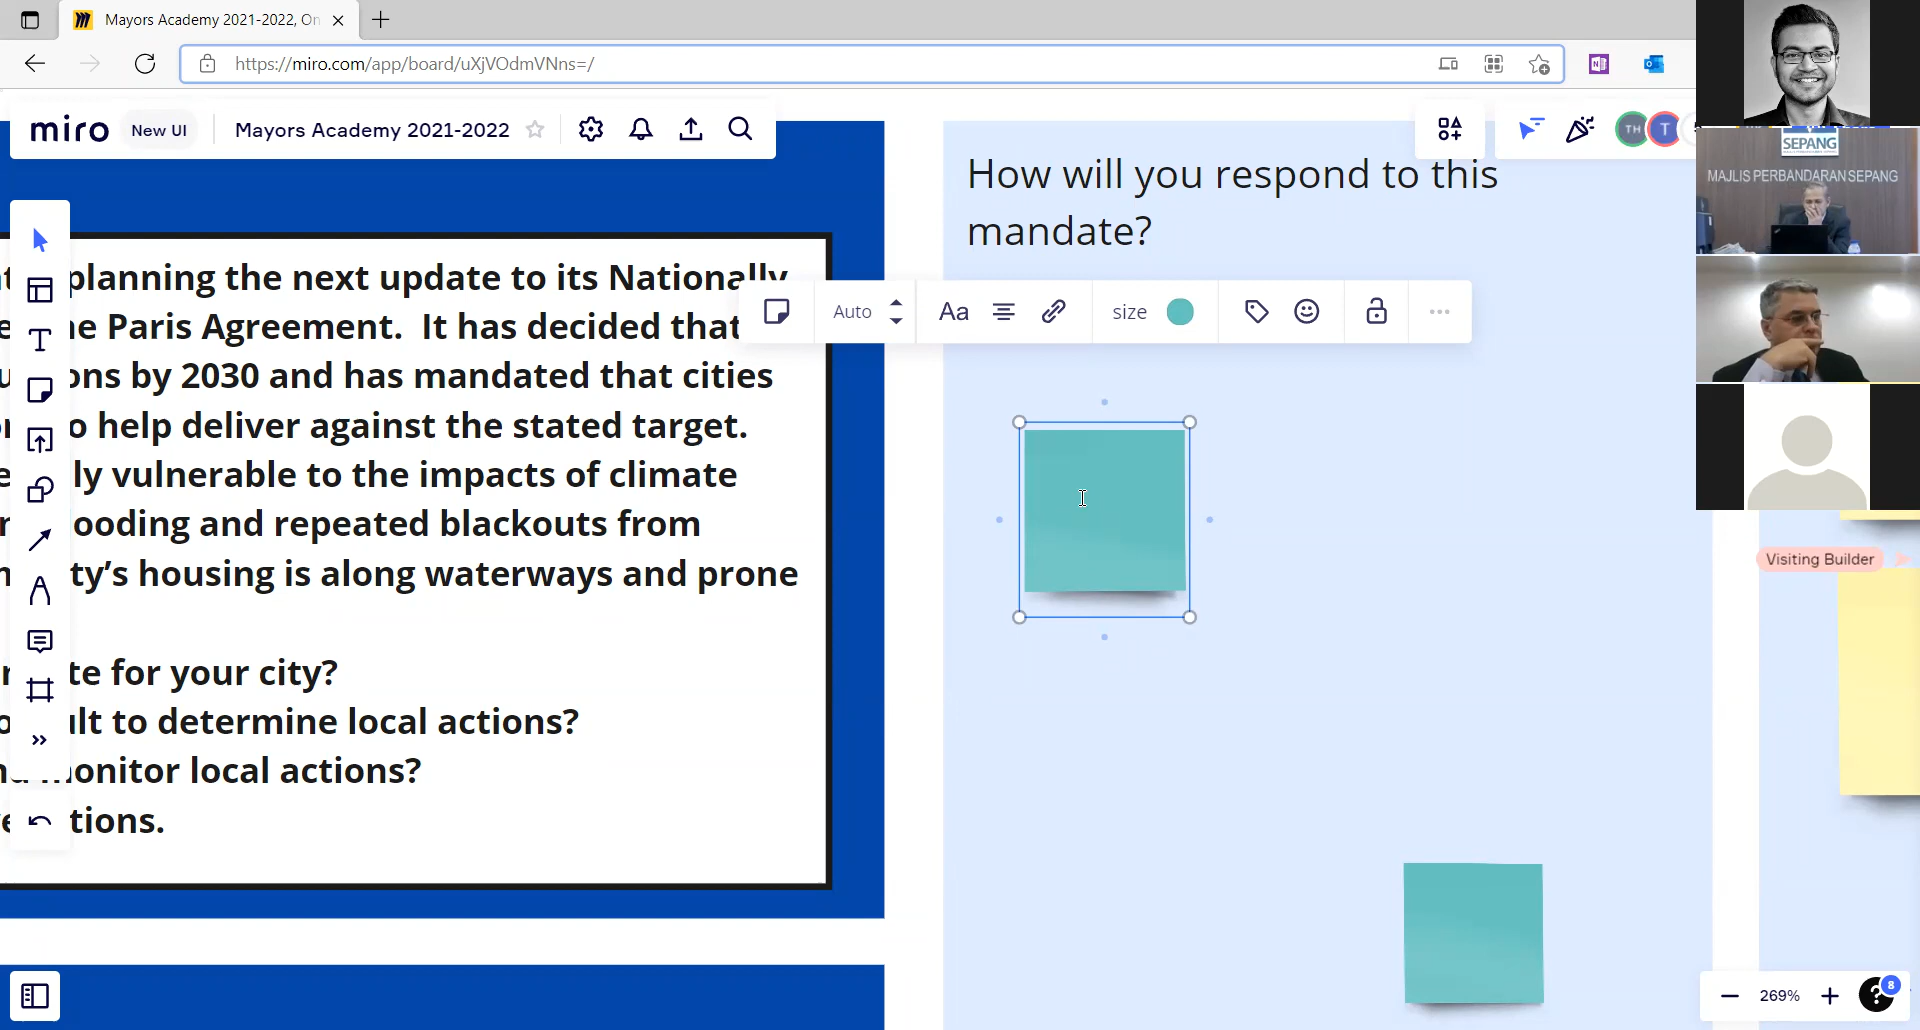 Mayors Academy 2021-2022, On
https://miro.com/app/board/uXjVOdmVNns=/
miro
New UI
Mayors Academy 2021-2022
TH
T
SEPANG
MAJLIS PERBANDARAN SEPANG
How will you respond to this
mandate?
planning the next update to its Nationally
he Paris Agreement.  It has decided that
ons by 2030 and has mandated that cities
o help deliver against the stated target.
ly vulnerable to the impacts of climate
ooding and repeated blackouts from
ty’s housing is along waterways and prone
te for your city?
ult to determine local actions?
monitor local actions?
tions.
Auto
Aa
size
Visiting Builder
269%
8